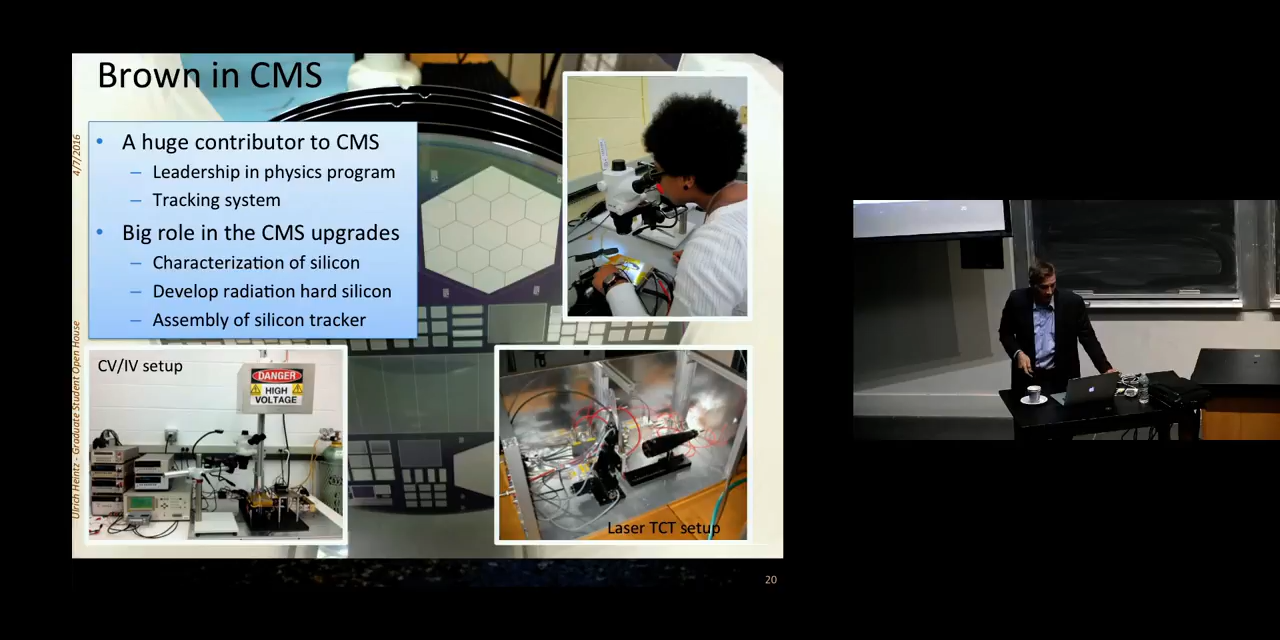 Brown in CMS
4/7/2016
Ulrich Heintz - Graduate Student Open House
• A huge contributor to CMS
– Leadership in physics program
– Tracking system
• Big role in the CMS upgrades
– Characterization of silicon
– Develop radiation hard silicon
– Assembly of silicon tracker
CV/IV setup
DANGER
HIGH
VOLTAGE
Laser TCT setup
20